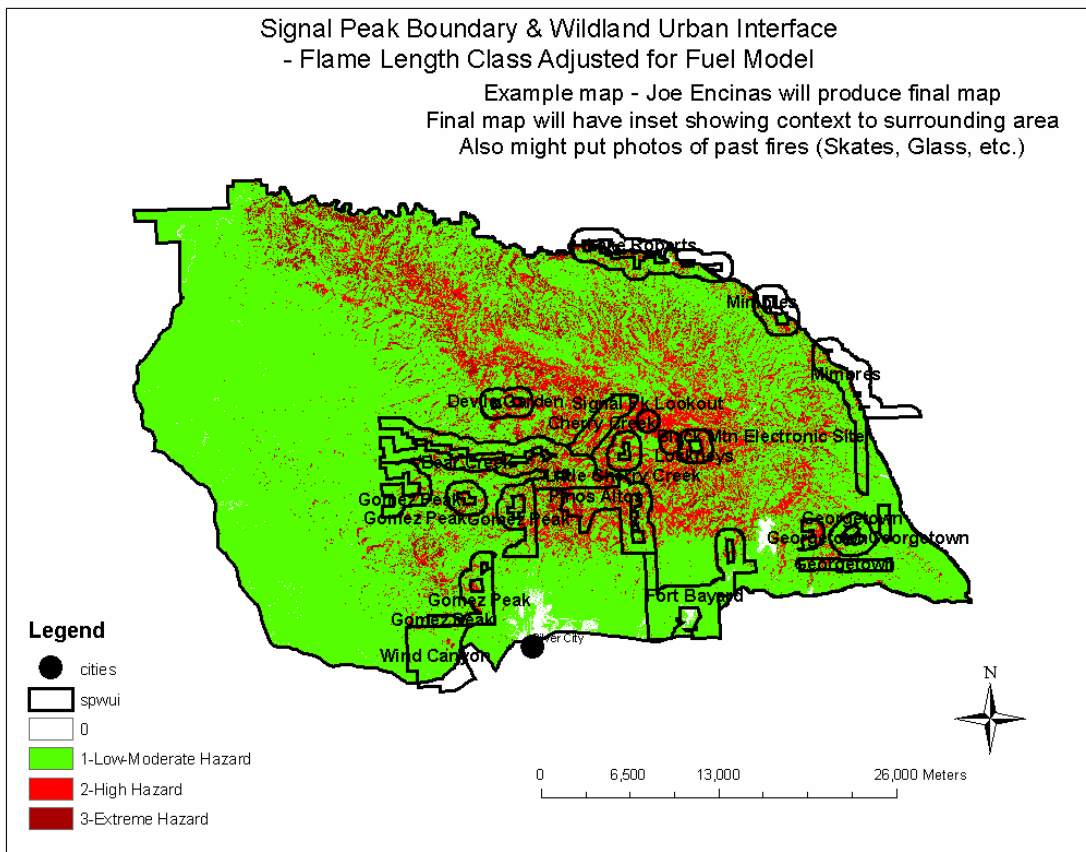 Signal Peak Boundary & Wildland Urban Interface
- Flame Length Class Adjusted for Fuel Model
Example map - Joe Encinas will produce final map
Final map will have inset showing context to surrounding area
Also might put photos of past fires (Skates, Glass, etc.)
Roberts
Mimbres
Mimbres
Devils Garden
Signal Pk Lookout
Cherry Creek
Mtn Electronic Site
Bear Creek
Little Cherry Creek
Gomez Peak
Pinos Altos
Gomez Peak
Gomez Peak
Georgetown
Georgetown
Georgetown
Georgetown
Gomez Peak
Fort Bayard
Gomez Peak
Silver City
Wind Canyon
Legend
cities
spwui
0
1-Low-Moderate Hazard
2-High Hazard
3-Extreme Hazard
N
0
6,500
13,000
26,000 Meters